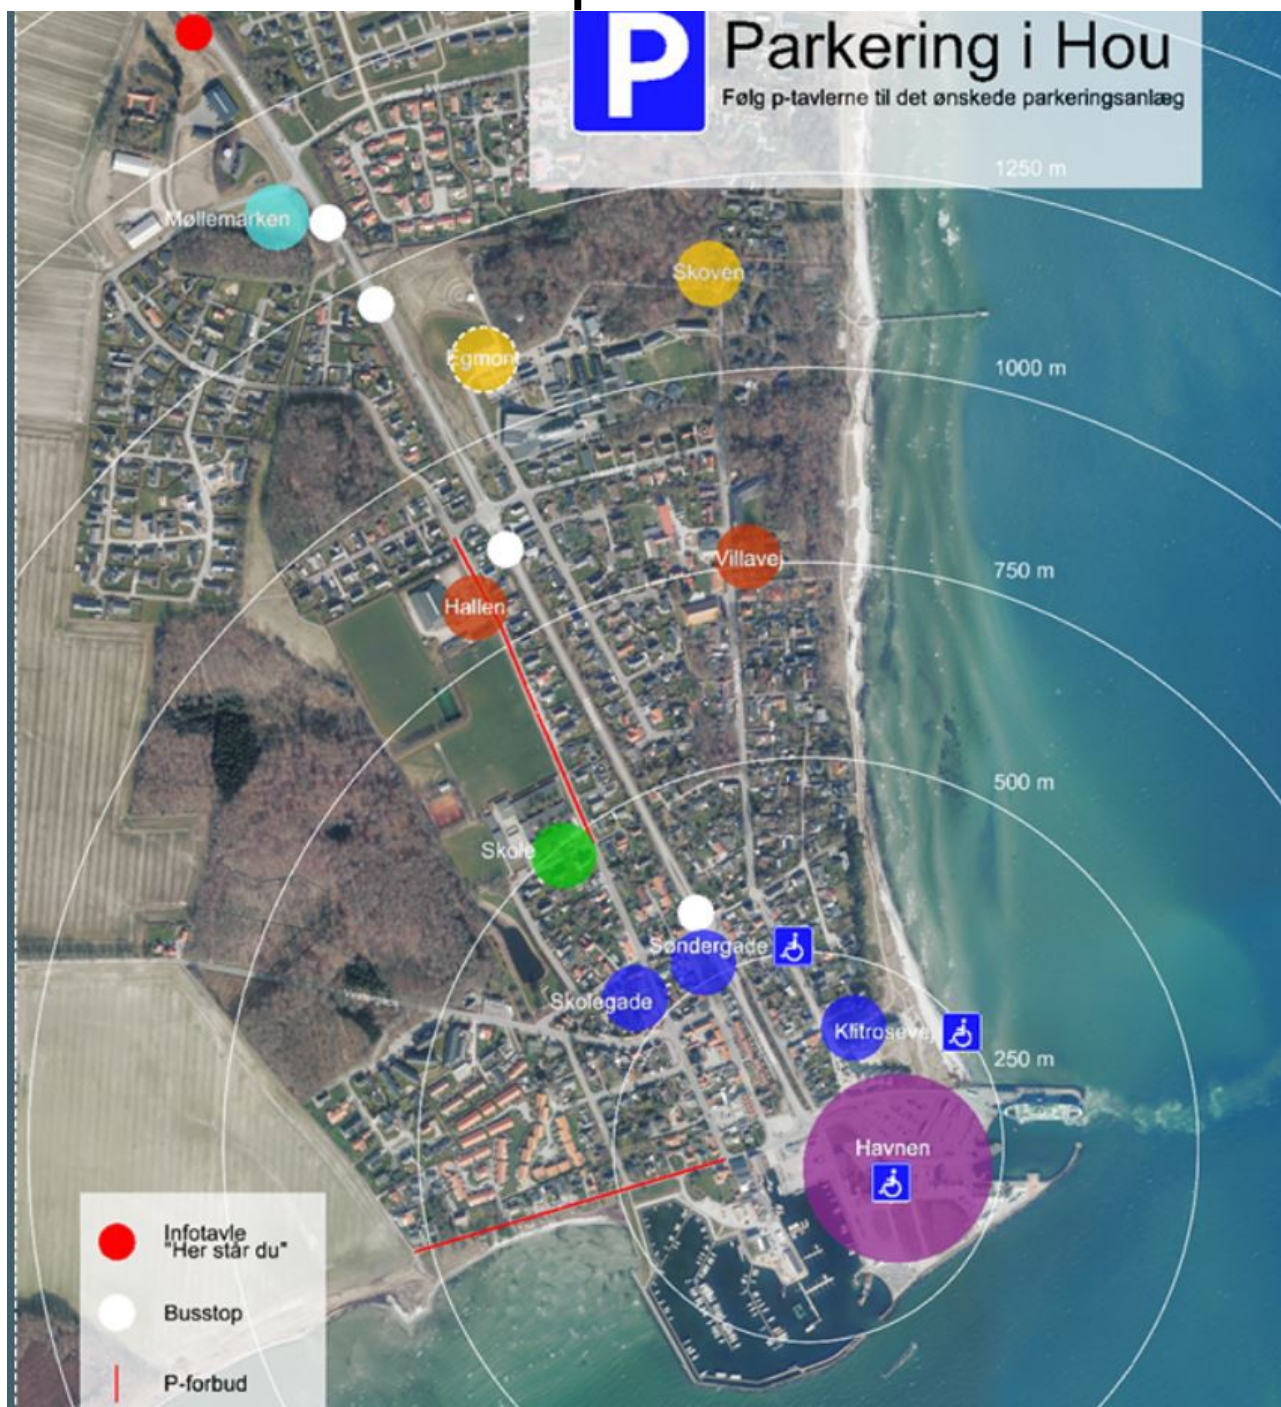 P
Parkering i Hou
Følg p-tavlerne til det ønskede parkeringsanlæg
1250 m
Møllemarken
Skoven
Egmont
1000 m
Villavej
750 m
Hallen
500 m
Skole
Søndergade
Skolegade
Klitrosevej
250 m
Havnen
Infotavle
"Her står du"
Busstop
P-forbud